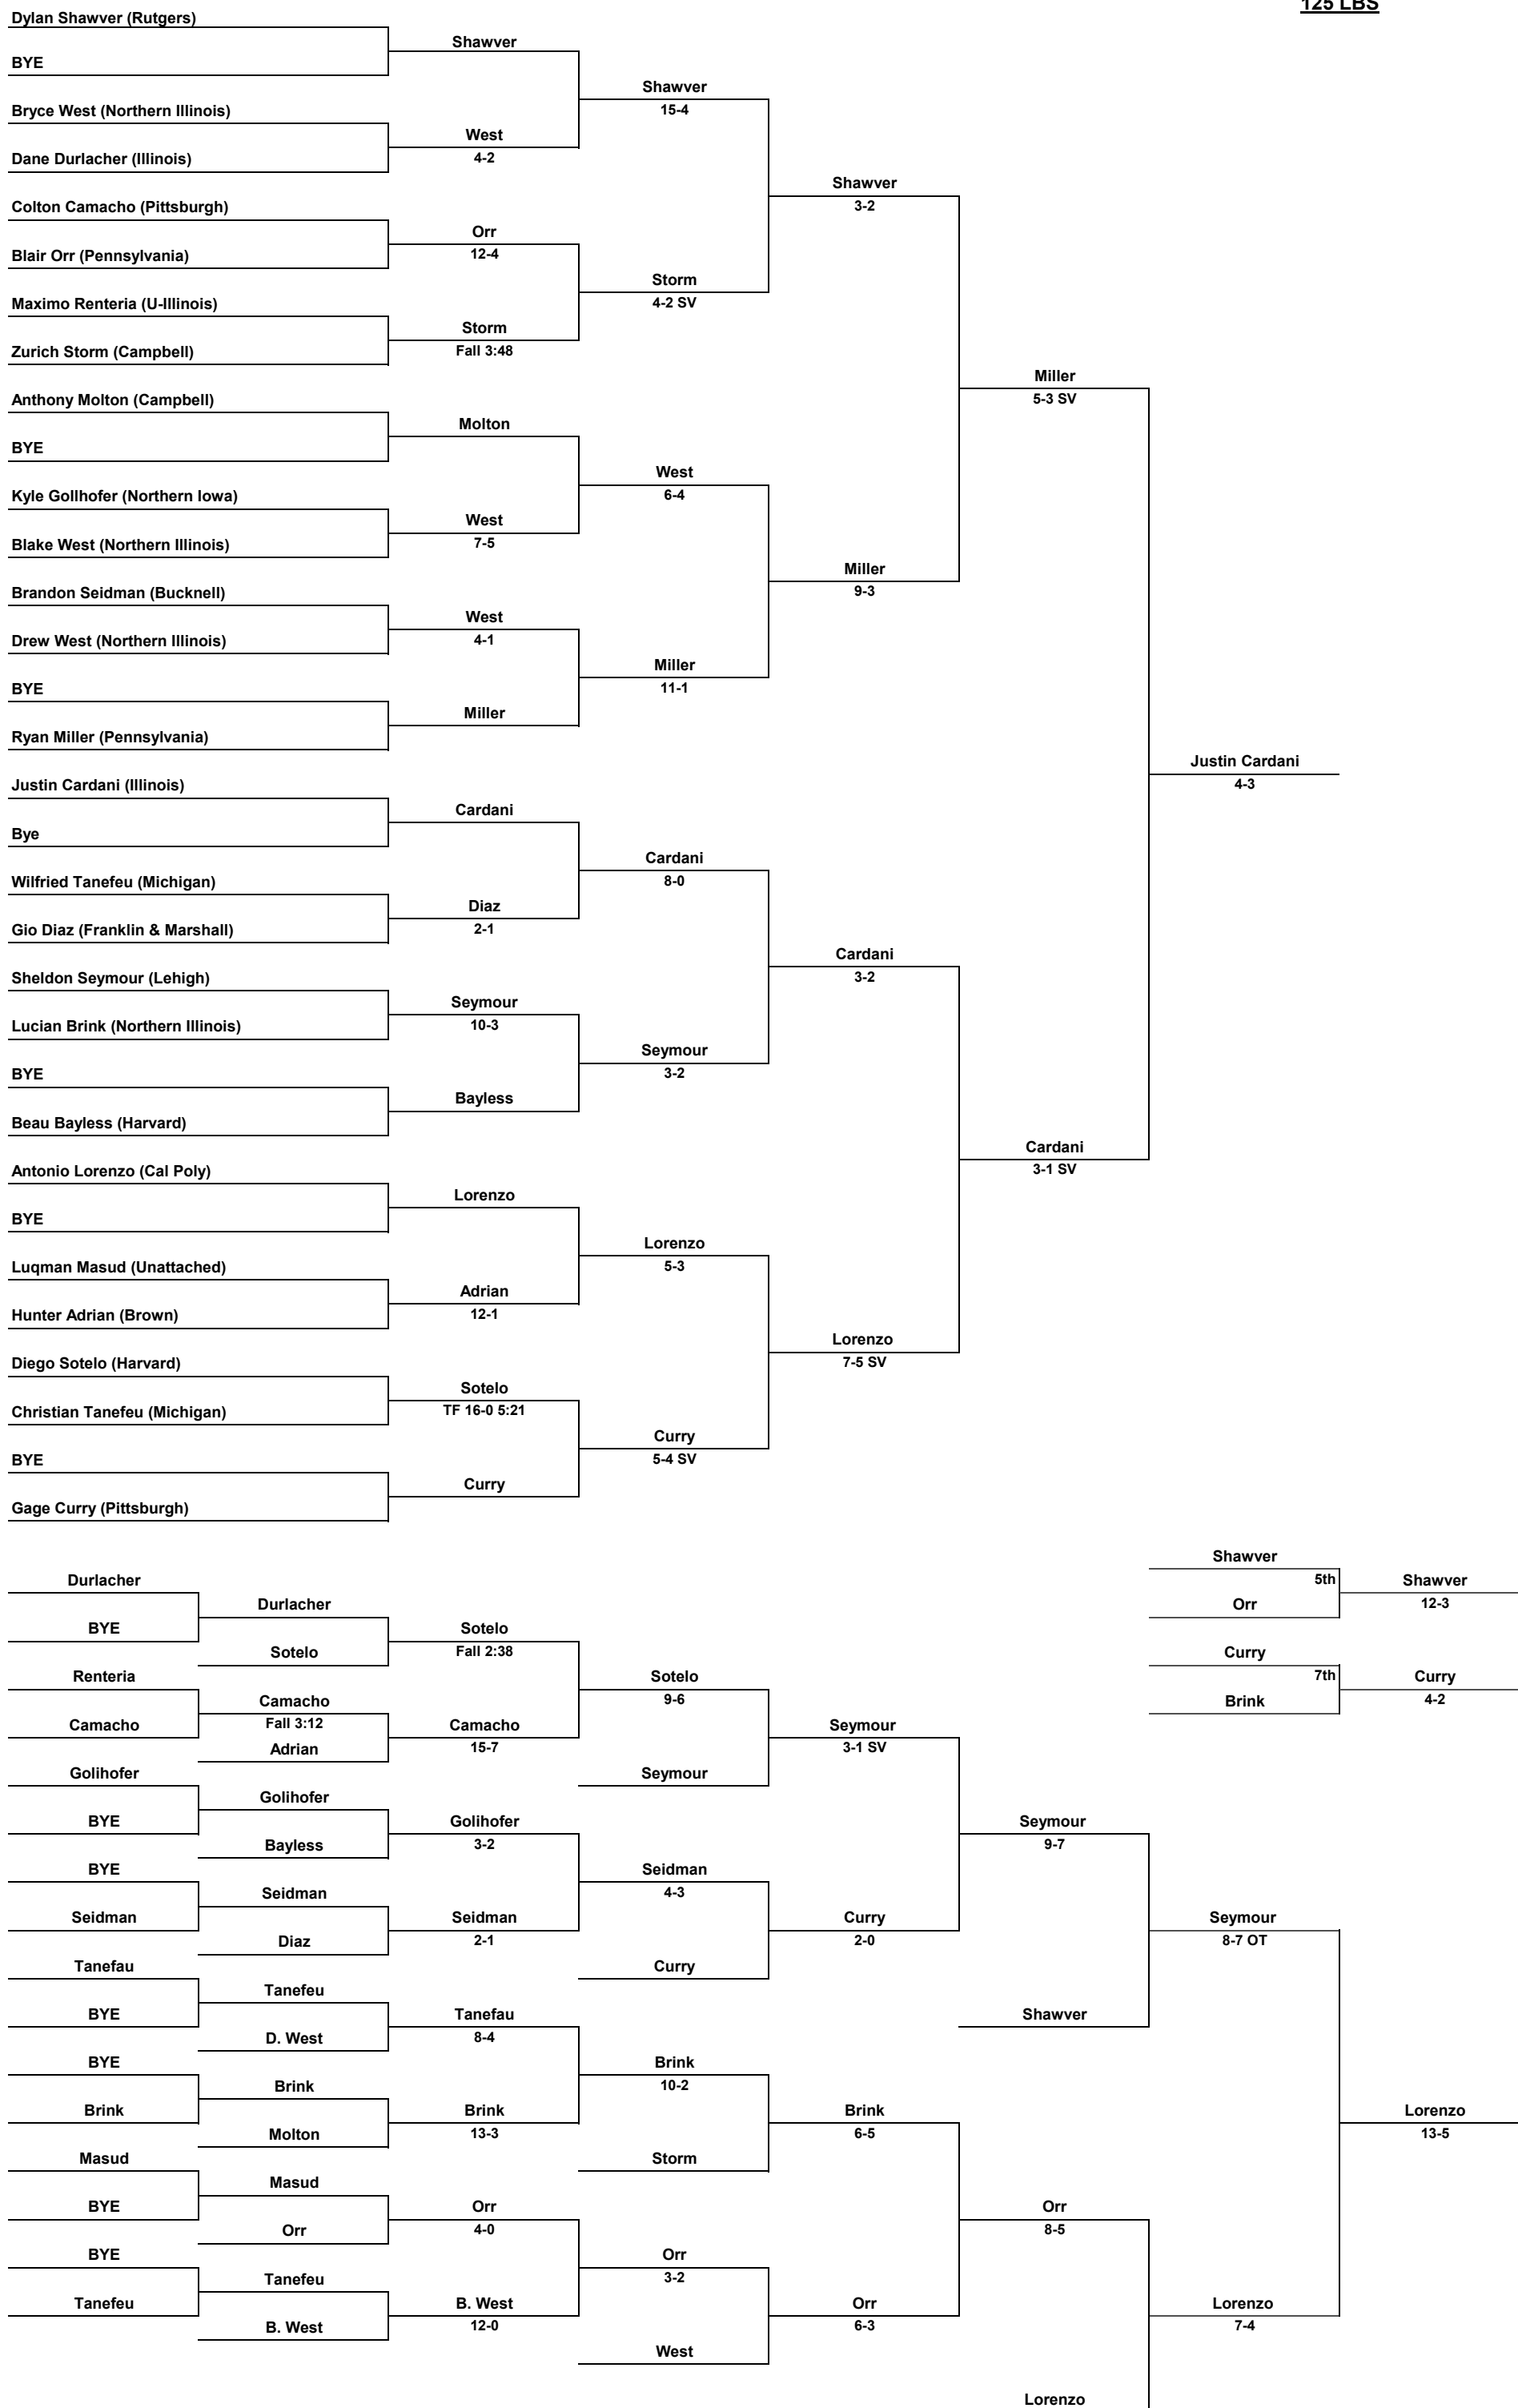 125 LBS
Dylan Shawver (Rutgers)
Shawver
BYE
Shawver
15-4
Bryce West (Northern Illinois)
West
4-2
Dane Durlacher (Illinois)
Shawver
3-2
Colton Camacho (Pittsburgh)
Orr
12-4
Blair Orr (Pennsylvania)
Storm
4-2 SV
Maximo Renteria (U-Illinois)
Storm
Fall 3:48
Zurich Storm (Campbell)
Miller
5-3 SV
Anthony Molton (Campbell)
Molton
BYE
West
6-4
Kyle Gollhofer (Northern Iowa)
West
7-5
Blake West (Northern Illinois)
Miller
9-3
Brandon Seidman (Bucknell)
West
4-1
Drew West (Northern Illinois)
Miller
11-1
BYE
Miller
Ryan Miller (Pennsylvania)
Justin Cardani
4-3
Justin Cardani (Illinois)
Cardani
Bye
Cardani
8-0
Wilfried Tanefeu (Michigan)
Diaz
2-1
Gio Diaz (Franklin & Marshall)
Cardani
3-2
Sheldon Seymour (Lehigh)
Seymour
10-3
Lucian Brink (Northern Illinois)
Seymour
3-2
BYE
Bayless
Beau Bayless (Harvard)
Cardani
3-1 SV
Antonio Lorenzo (Cal Poly)
Lorenzo
BYE
Lorenzo
5-3
Luqman Masud (Unattached)
Adrian
12-1
Hunter Adrian (Brown)
Lorenzo
7-5 SV
Diego Sotelo (Harvard)
Sotelo
TF 16-0 5:21
Christian Tanefeu (Michigan)
Curry
5-4 SV
BYE
Curry
Gage Curry (Pittsburgh)
Shawver
5th
Shawver
12-3
Orr
Curry
7th
Curry
4-2
Brink
Durlacher
Durlacher
BYE
Sotelo
Fall 2:38
Sotelo
Renteria
Sotelo
9-6
Camacho
Fall 3:12
Camacho
Camacho
15-7
Adrian
Seymour
3-1 SV
Golihofer
Seymour
Golihofer
BYE
Golihofer
3-2
Seymour
9-7
Bayless
BYE
Seidman
4-3
Seidman
Seidman
Seidman
2-1
Curry
2-0
Seymour
8-7 OT
Diaz
Tanefau
Curry
Tanefeu
BYE
Tanefau
8-4
Shawver
D. West
BYE
Brink
10-2
Brink
Brink
Brink
13-3
Brink
6-5
Lorenzo
13-5
Molton
Masud
Storm
Masud
BYE
Orr
4-0
Orr
8-5
Orr
BYE
Orr
3-2
Tanefeu
Tanefeu
B. West
12-0
Orr
6-3
Lorenzo
7-4
B. West
West
Lorenzo